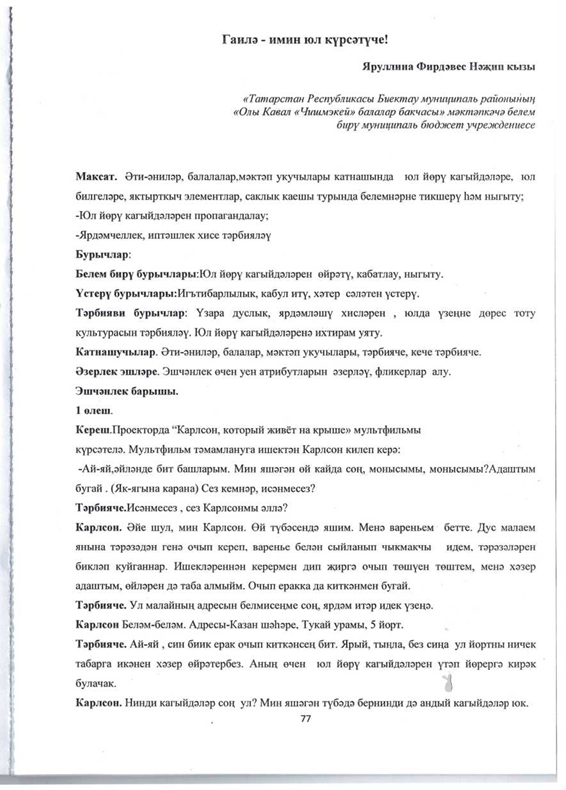 Гаилә - имин юл күрсәтүче!
Яруллина Фирдәвес Нәҗип кызы
«Татарстан Республикасы Биектау муниципаль районының
«Олы Кавал «Чишмэкей» балалар бакчасы» мәктәпкәчә белем
бирү муниципаль бюджет учреждениесе
Максат. Әти-әниләр, балалалар,мәктәп укучылары катнашында юл йөрү кагыйдәләре, юл
билгеләре, яктырткыч элементлар, саклык каешы турында белемнәрне тикшерү һәм ныгыту;
-Юл йөрү кагыйдәләрен пропагандалау;
-Ярдәмчеллек, иптәшлек хисе тәрбияләү
Бурычлар:
Белем бирү бурычлары:Юл йөрү кагыйдәләрен өйрәтү, кабатлау, ныгыту.
Үстерү бурычлары:Игътибарлылык, кабул итү, хәтер сәләтен үстерү.
Тәрбияви бурычлар: Үзара дуслык, ярдәмләшү хисләрен , юлда үзеңне дөрес тоту
культурасын тәрбияләү. Юл йөрү кагыйдәләренә ихтирам уяту.
Катнашучылар. Әти-әниләр, балалар, мәктәп укучылары, тәрбияче, кече тәрбияче.
Әзерлек эшләре. Эшчәнлек өчен уен атрибутларын әзерләү, фликерлар алу.
Эшчәнлек барышы.
1 өлеш.
Кереш.Проекторда “Карлсон, который живёт на крыше» мультфильмы
күрсәтелә. Мультфильм тәмамлануга ишектән Карлсон килеп керә:
-Ай-яй,әйләнде бит башларым. Мин яшәгән өй кайда соң, монысымы, монысымы?Адаштым
бугай . (Як-ягына карана) Сез кемнәр, исәнмесез?
Тәрбияче.Исәнмесез , сез Карлсонмы әллә?
Карлсон. Әйе шул, мин Карлсон. Өй түбәсендә яшим. Менә вареньем бетте. Дус малаем
янына тәрәзәдән генә очып кереп, варенье белән сыйланып чыкмакчы идем, тәрәзәләрен
бикләп куйганнар. Ишекләреннән керермен дип җиргә очып төшүен төштем, менә хәзер
адаштым, өйләрен дә таба алмыйм. Очып еракка да киткәнмен бугай.
Тәрбияче. Ул малайның адресын белмисеңме соң, ярдәм итәр идек үзеңә.
Карлсон Беләм-беләм. Адресы-Казан шәһәре, Тукай урамы, 5 йорт.
Тәрбияче. Ай-яй , син биик ерак очып киткәнсең бит. Ярый, тыңла, без сиңа ул йортны ничек
табарга икәнен хәзер өйрәтербез. Аның өчен юл йөрү кагыйдәләрен үтәп йөрергә кирәк
булачак.
Карлсон. Нинди кагыйдәләр соң ул? Мин яшәгән түбәдә бернинди дә андый кагыйдәләр юк.
77